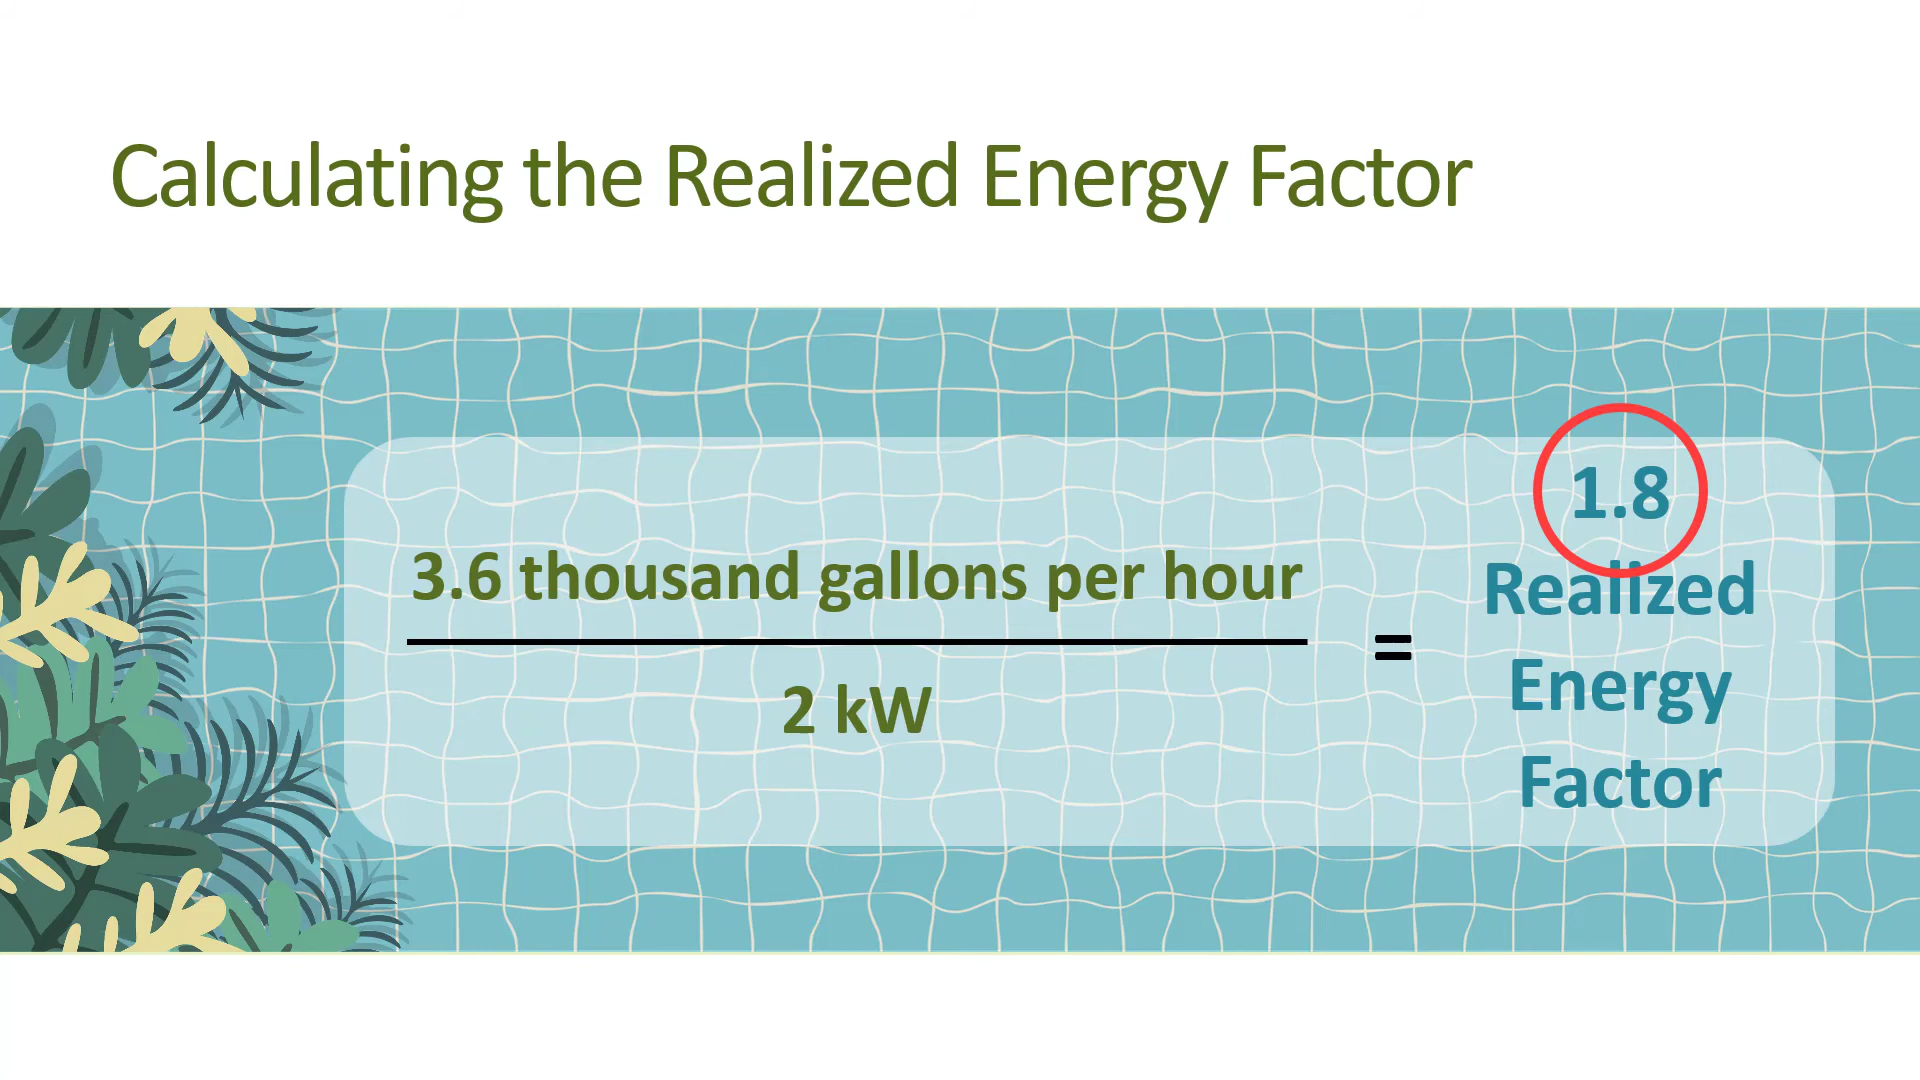 Calculating the Realized Energy Factor
3.6 thousand gallons per hour
2 kW
=
1.8
Realized
Energy
Factor